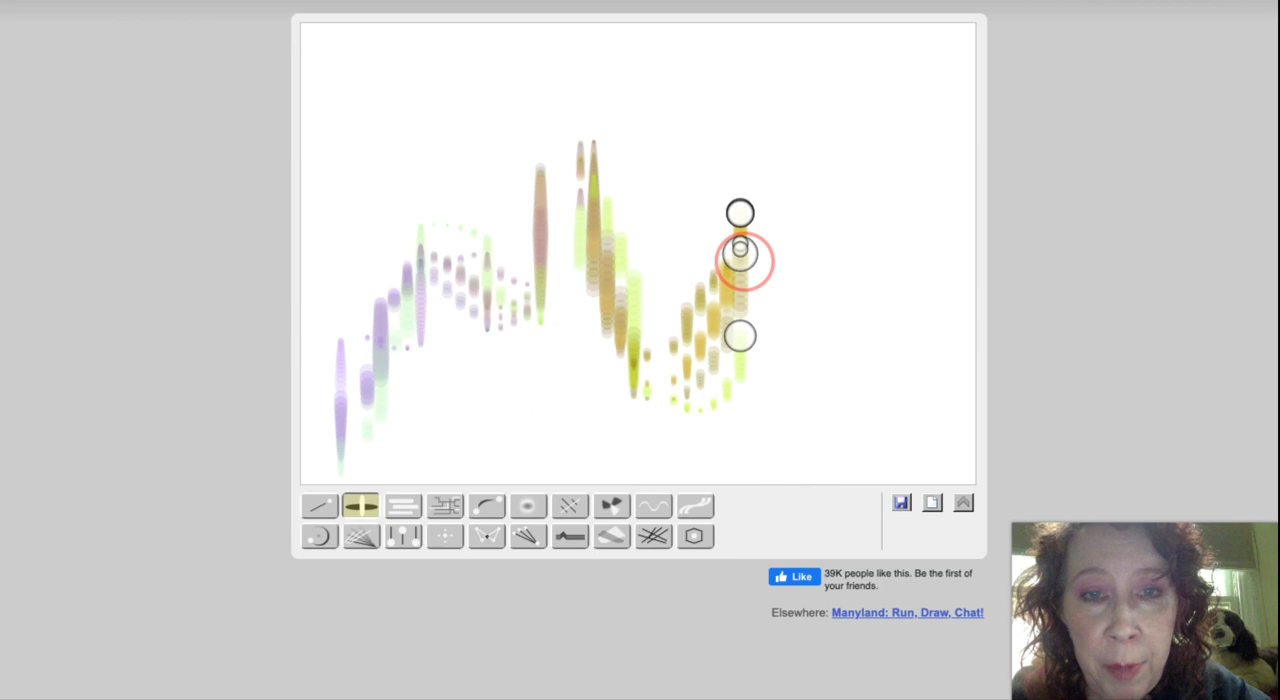 Like
39K people like this. Be the first of
your friends.
Elsewhere: Manyland: Run, Draw, Chat!